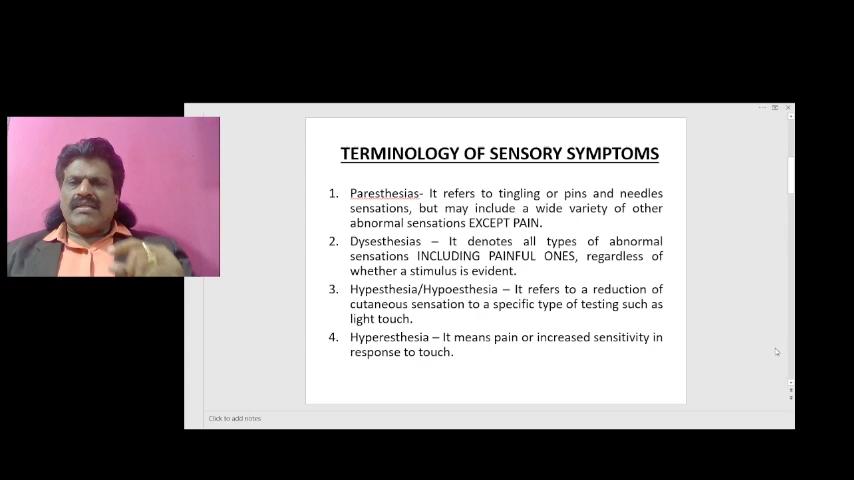 TERMINOLOGY OF SENSORY SYMPTOMS
1. Paresthesias- It refers to tingling or pins and needles
sensations, but may include a wide variety of other
abnormal sensations EXCEPT PAIN.
2. Dysesthesias – It denotes all types of abnormal
sensations INCLUDING PAINFUL ONES, regardless of
whether a stimulus is evident.
3. Hypesthesia/Hypoesthesia – It refers to a reduction of
cutaneous sensation to a specific type of testing such as
light touch.
4. Hyperesthesia – It means pain or increased sensitivity in
response to touch.
Click to add notes